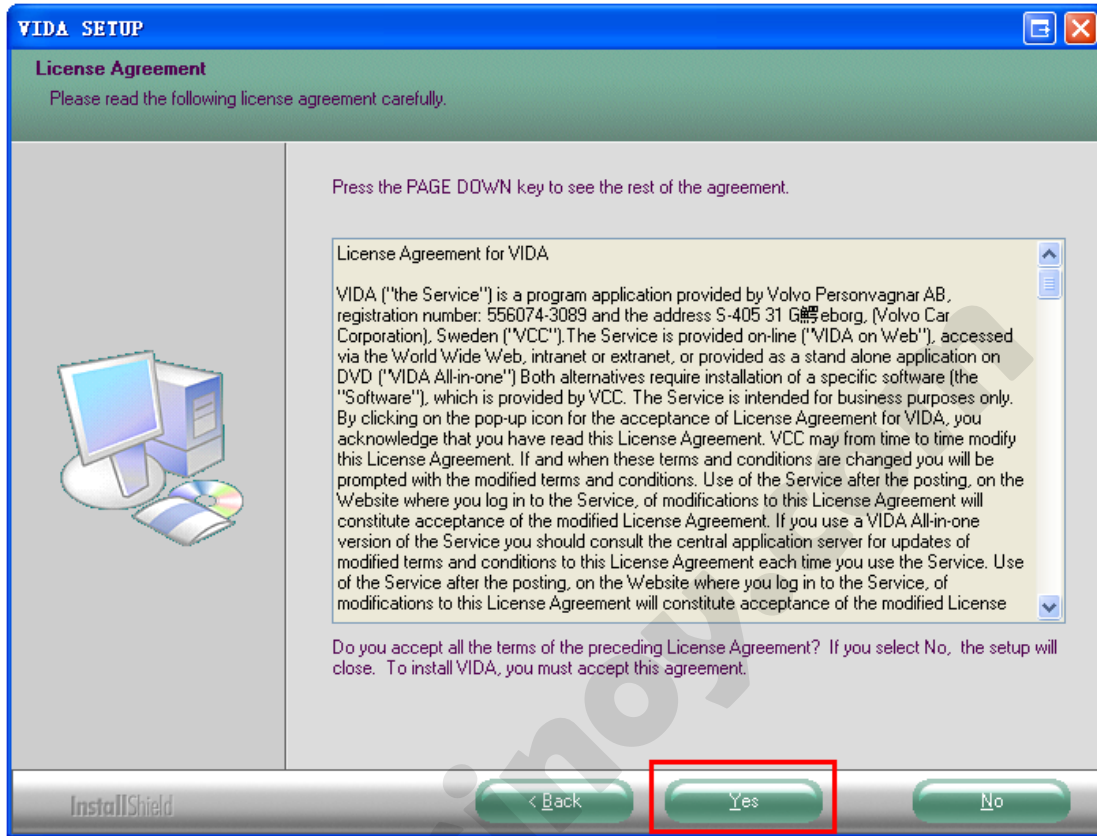 VIDA SETUP
License Agreement
Please read the following license agreement carefully.
Press the PAGE DOWN key to see the rest of the agreement.
License Agreement for VIDA
VIDA ("the Service") is a program application provided by Volvo Personvagnar AB,
registration number: 556074-3089 and the address S-405 31 G鰐eborg, (Volvo Car
Corporation), Sweden ("VCC").The Service is provided on-line ("VIDA on Web"), accessed
via the World Wide Web, intranet or extranet, or provided as a stand alone application on
DVD ("VIDA All-in-one") Both alternatives require installation of a specific software (the
"Software"), which is provided by VCC. The Service is intended for business purposes only.
By clicking on the pop-up icon for the acceptance of License Agreement for VIDA, you
acknowledge that you have read this License Agreement. VCC may from time to time modify
this License Agreement. If and when these terms and conditions are changed you will be
prompted with the modified terms and conditions. Use of the Service after the posting, on the
Website where you log in to the Service, of modifications to this License Agreement will
constitute acceptance of the modified License Agreement. If you use a VIDA All-in-one
version of the Service you should consult the central application server for updates of
modified terms and conditions to this License Agreement each time you use the Service. Use
of the Service after the posting, on the Website where you log in to the Service, of
modifications to this License Agreement will constitute acceptance of the modified License
Do you accept all the terms of the preceding License Agreement? If you select No, the setup will
close. To install VIDA, you must accept this agreement.
InstallShield
< Back
Yes
No
inoy.com